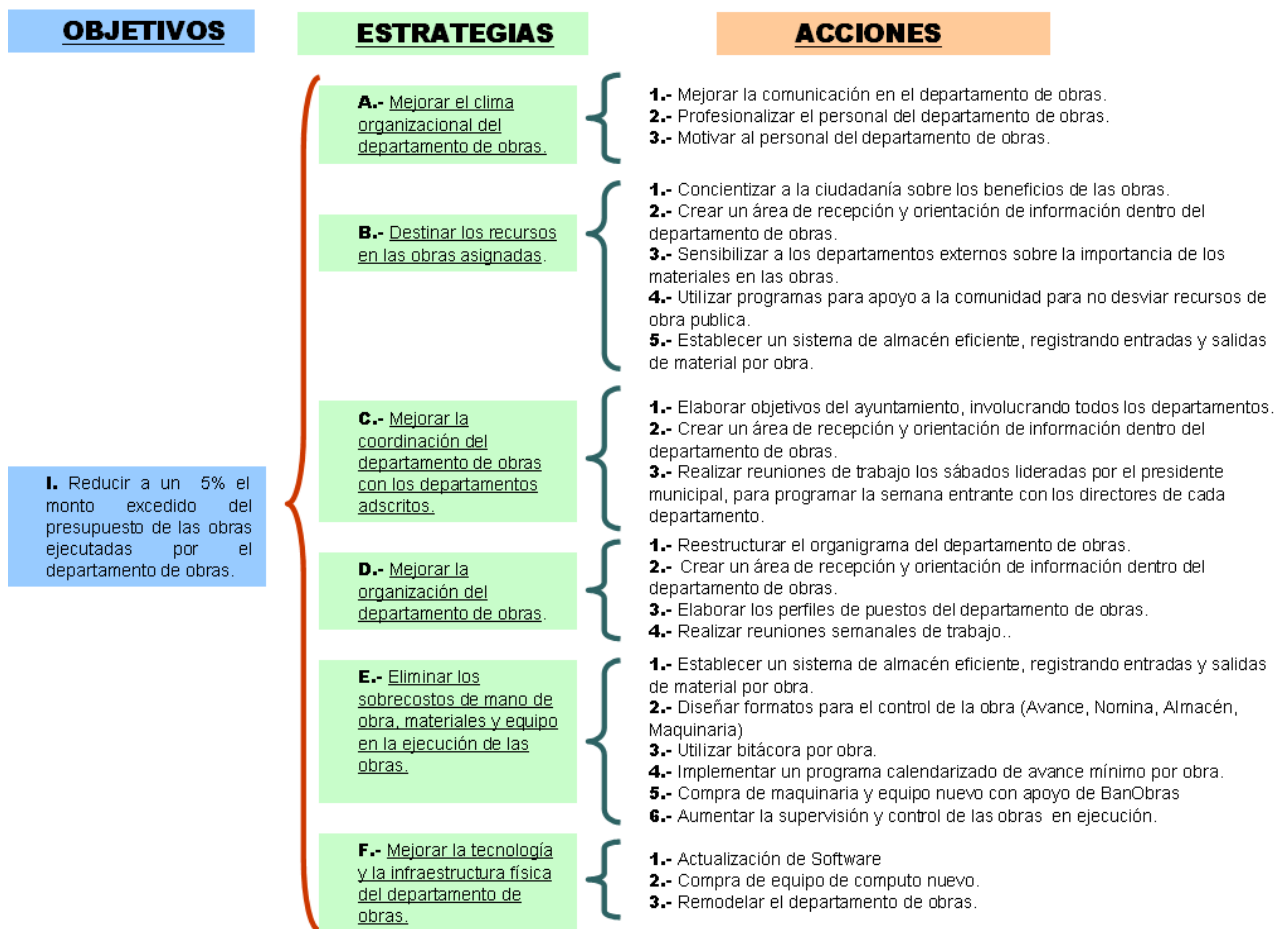 OBJETIVOS
ESTRATEGIAS
ACCIONES
I. Reducir a un 5% el
monto excedido del
presupuesto de las obras
ejecutadas por el
departamento de obras.
A.- Mejorar el clima
organizacional del
departamento de obras.
1.- Mejorar la comunicación en el departamento de obras.
2.- Profesionalizar el personal del departamento de obras.
3.- Motivar al personal del departamento de obras.
B.- Destinar los recursos
en las obras asignadas.
1.- Concientizar a la ciudadanía sobre los beneficios de las obras.
2.- Crear un área de recepción y orientación de información dentro del
departamento de obras.
3.- Sensibilizar a los departamentos externos sobre la importancia de los
materiales en las obras.
4.- Utilizar programas para apoyo a la comunidad para no desviar recursos de
obra publica.
5.- Establecer un sistema de almacén eficiente, registrando entradas y salidas
de material por obra.
C.- Mejorar la
coordinación del
departamento de obras
con los departamentos
adscritos.
1.- Elaborar objetivos del ayuntamiento, involucrando todos los departamentos.
2.- Crear un área de recepción y orientación de información dentro del
departamento de obras.
3.- Realizar reuniones de trabajo los sábados lideradas por el presidente
municipal, para programar la semana entrante con los directores de cada
departamento.
D.- Mejorar la
organización del
departamento de obras.
1.- Reestructurar el organigrama del departamento de obras.
2.- Crear un área de recepción y orientación de información dentro del
departamento de obras.
3.- Elaborar los perfiles de puestos del departamento de obras.
4.- Realizar reuniones semanales de trabajo..
E.- Eliminar los
sobrecostos de mano de
obra, materiales y equipo
en la ejecución de las
obras.
1.- Establecer un sistema de almacén eficiente, registrando entradas y salidas
de material por obra.
2.- Diseñar formatos para el control de la obra (Avance, Nomina, Almacén,
Maquinaria)
3.- Utilizar bitácora por obra.
4.- Implementar un programa calendarizado de avance mínimo por obra.
5.- Compra de maquinaria y equipo nuevo con apoyo de BanObras
6.- Aumentar la supervisión y control de las obras en ejecución.
F.- Mejorar la tecnología
y la infraestructura física
del departamento de
obras.
1.- Actualización de Software
2.- Compra de equipo de computo nuevo.
3.- Remodelar el departamento de obras.